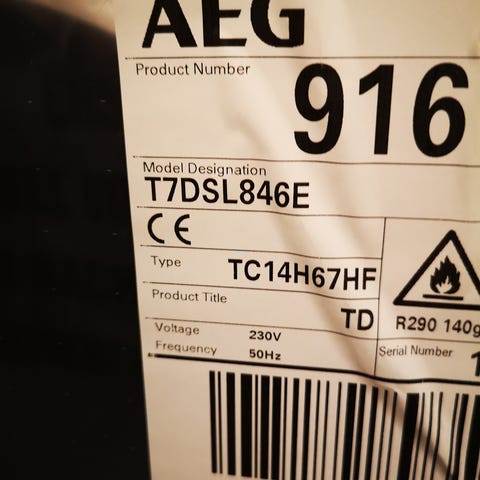 AEG
Product Number
916
Model Designation
T7DSL846E
CE
Type TC14H67HF
Product Title
TD
R290 140g
Voltage 230V
Frequency 50Hz
Serial Number 1